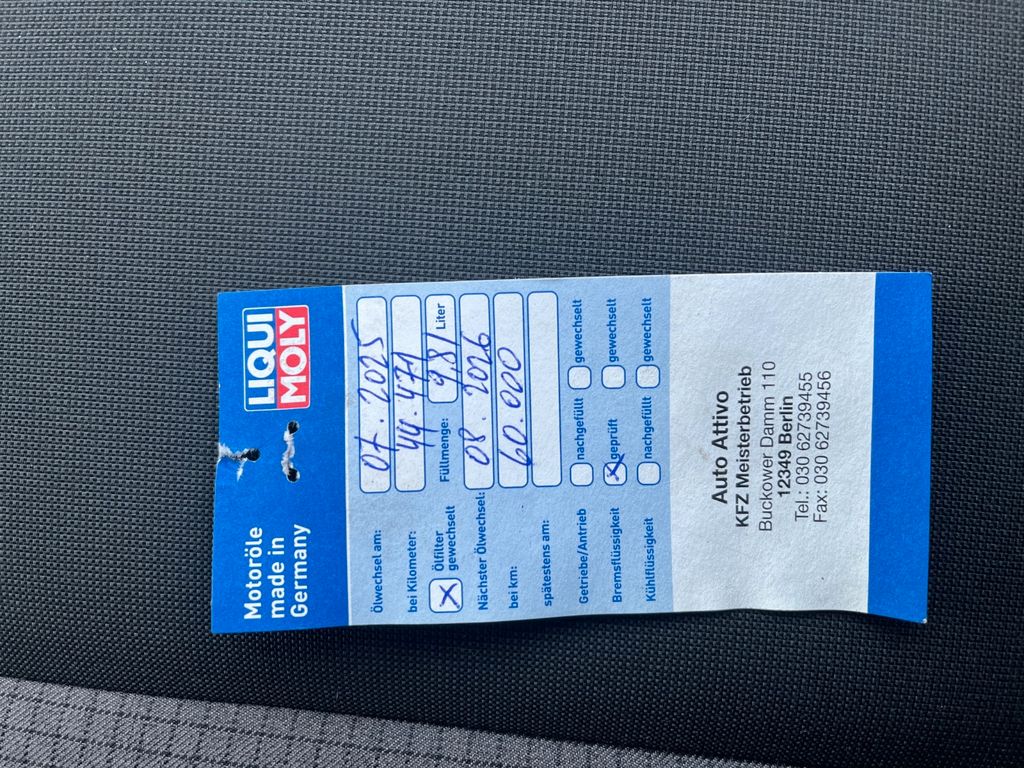 Motoröle
made in
Germany
LIQUI
MOLY
Ölwechsel am: 07.2025
bei Kilometer: 44.471
Ölfilter
gewechselt
Füllmenge: 9,8l Liter
Nächster Ölwechsel: 08.2026
bei km: 60.000
spätestens am:
Getriebe/Antrieb nachgefüllt gewechselt
Bremsflüssigkeit geprüft gewechselt
Kühlflüssigkeit nachgefüllt gewechselt
Auto Attivo
KFZ Meisterbetrieb
Buckower Damm 110
12349 Berlin
Tel.: 030 62739455
Fax: 030 62739456